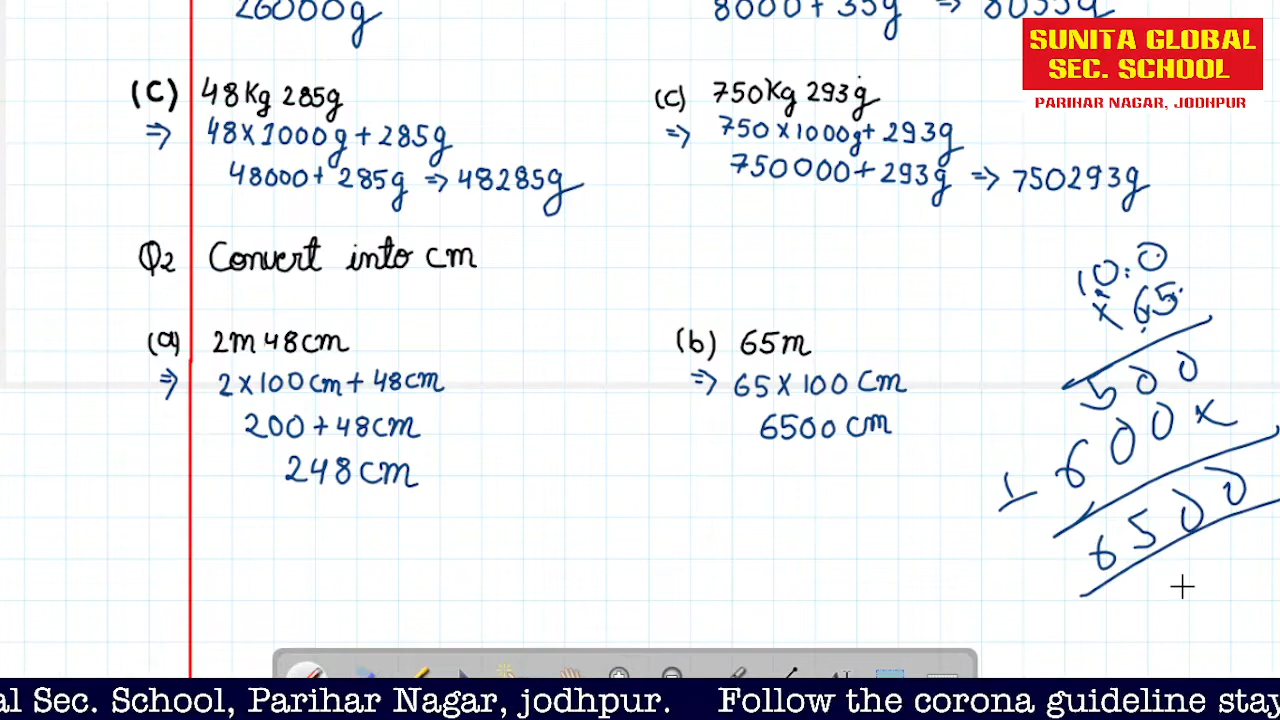 26000g
8000 + 35g ⇒ 8035g
SUNITA GLOBAL
SEC. SCHOOL
PARIHAR NAGAR, JODHPUR
(C) 48Kg 285g
⇒ 48×1000g + 285g
48000 + 285g ⇒ 48285g
(c) 750Kg 293g
⇒ 750×1000g + 293g
750000 + 293g ⇒ 750293g
Q2 Convert into cm
(a) 2m 48cm
⇒ 2×100cm + 48cm
200 + 48cm
248cm
(b) 65m
⇒ 65×100 cm
6500 cm
100
× 65
500
+ 600×
6500
al Sec. School, Parihar Nagar, jodhpur. Follow the corona guideline stay